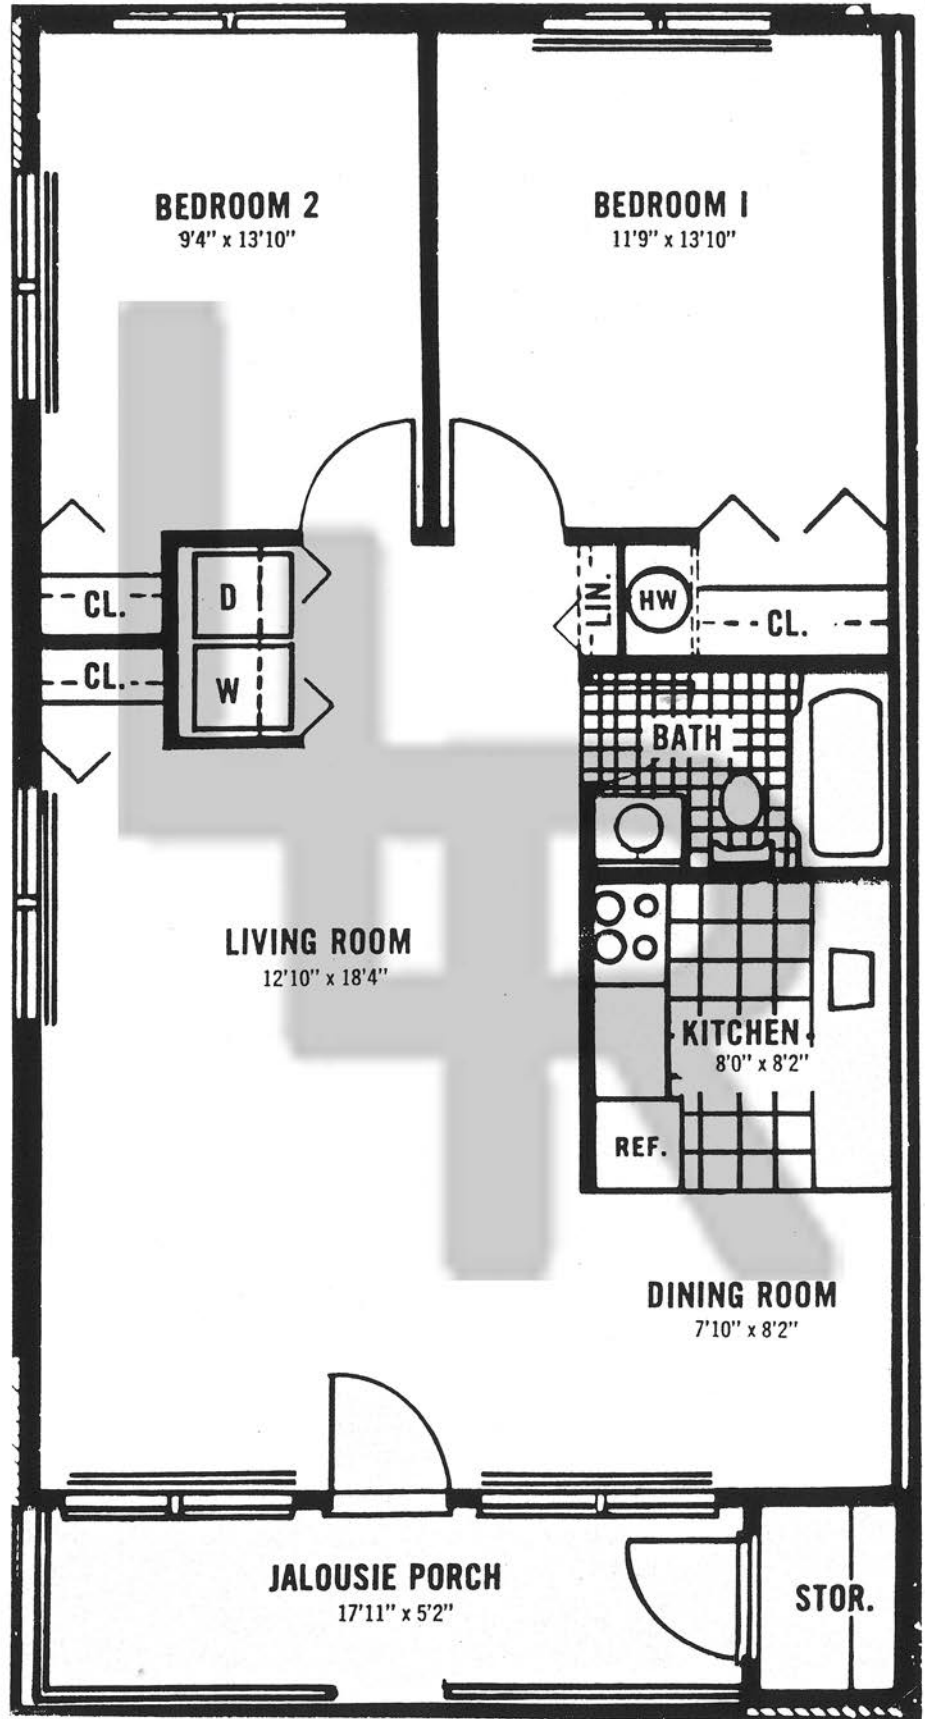 BEDROOM 2
9'4" x 13'10"
BEDROOM 1
11'9" x 13'10"
CL.
D
LIN.
HW
CL.
CL.
W
BATH
LIVING ROOM
12'10" x 18'4"
KITCHEN
8'0" x 8'2"
REF.
DINING ROOM
7'10" x 8'2"
JALOUSIE PORCH
17'11" x 5'2"
STOR.